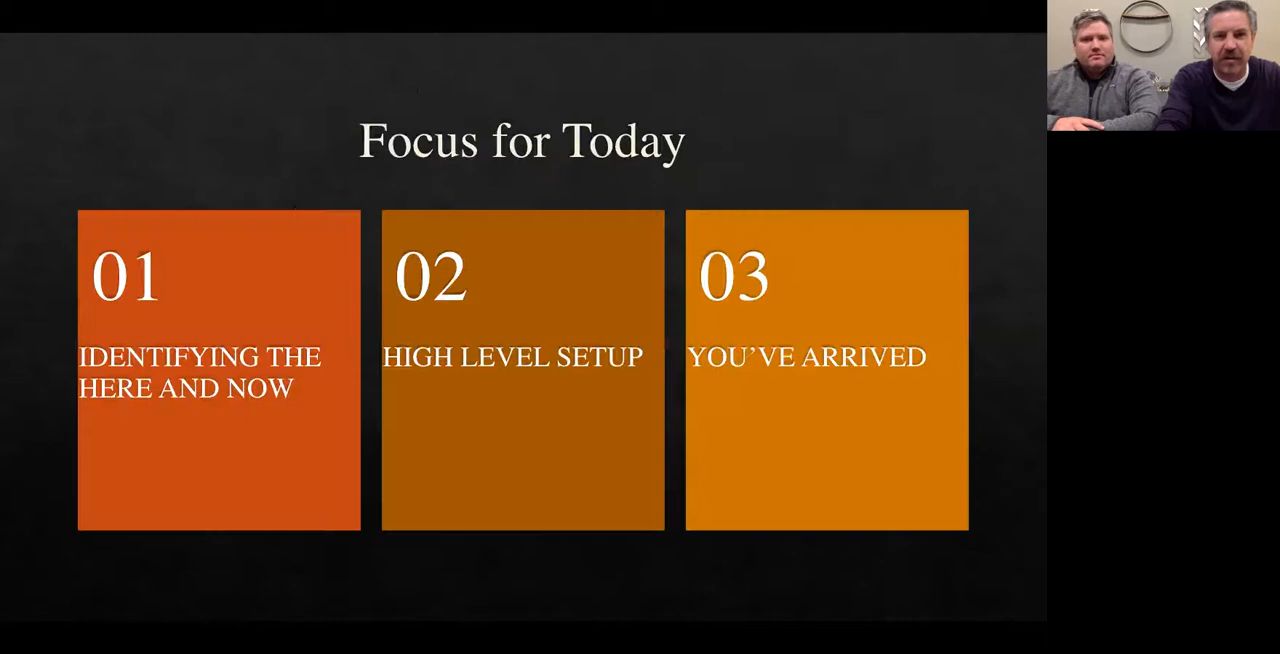 Focus for Today
01
IDENTIFYING THE
HERE AND NOW
02
HIGH LEVEL SETUP
03
YOU’VE ARRIVED